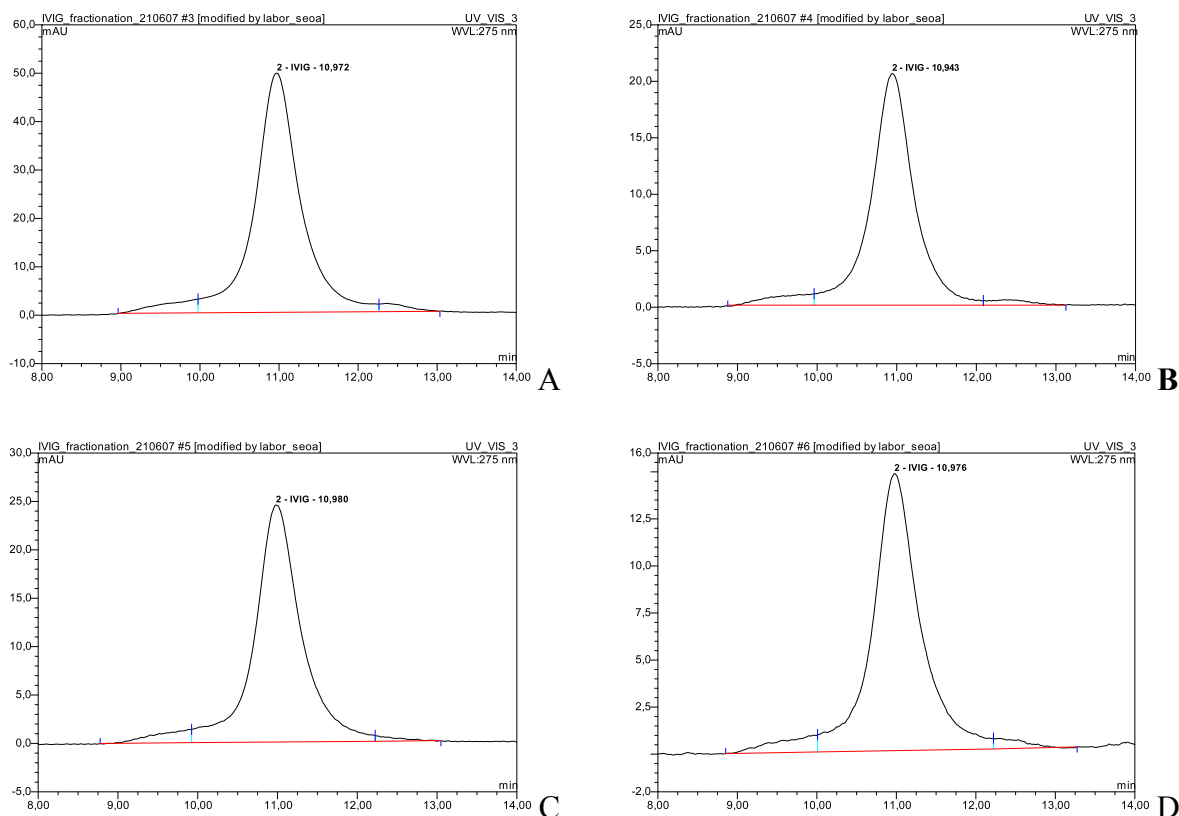 IVIG_fractionation_210607 #3 [modified by labor_seoa] UV_VIS_3
mAU WVL:275 nm
60,0
50,0
40,0
30,0
20,0
10,0
0,0
-10,0
2 - IVIG - 10,972
min
8,00 9,00 10,00 11,00 12,00 13,00 14,00
A
IVIG_fractionation_210607 #4 [modified by labor_seoa] UV_VIS_3
mAU WVL:275 nm
25,0
20,0
15,0
10,0
5,0
0,0
-5,0
2 - IVIG - 10,943
min
8,00 9,00 10,00 11,00 12,00 13,00 14,00
B
IVIG_fractionation_210607 #5 [modified by labor_seoa] UV_VIS_3
mAU WVL:275 nm
30,0
25,0
20,0
15,0
10,0
5,0
0,0
-5,0
2 - IVIG - 10,980
min
8,00 9,00 10,00 11,00 12,00 13,00 14,00
C
IVIG_fractionation_210607 #6 [modified by labor_seoa] UV_VIS_3
mAU WVL:275 nm
16,0
12,5
10,0
7,5
5,0
2,5
0,0
-2,0
2 - IVIG - 10,976
min
8,00 9,00 10,00 11,00 12,00 13,00 14,00
D